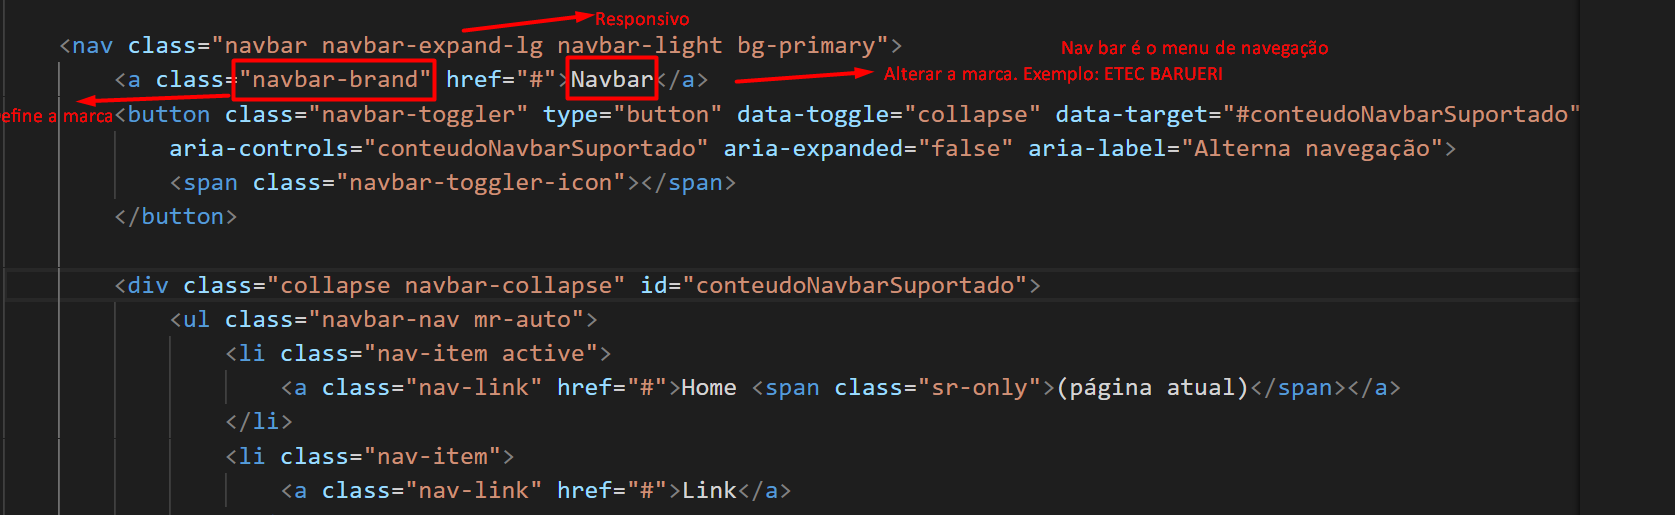 Responsivo
<nav class="navbar navbar-expand-lg navbar-light bg-primary">
Nav bar é o menu de navegação
<a class="navbar-brand" href="#">Navbar</a>
Alterar a marca. Exemplo: ETEC BARUERI
efine a marca
<button class="navbar-toggler" type="button" data-toggle="collapse" data-target="#conteudoNavbarSuportado"
aria-controls="conteudoNavbarSuportado" aria-expanded="false" aria-label="Alterna navegação">
<span class="navbar-toggler-icon"></span>
</button>
<div class="collapse navbar-collapse" id="conteudoNavbarSuportado">
<ul class="navbar-nav mr-auto">
<li class="nav-item active">
<a class="nav-link" href="#">Home <span class="sr-only">(página atual)</span></a>
</li>
<li class="nav-item">
<a class="nav-link" href="#">Link</a>